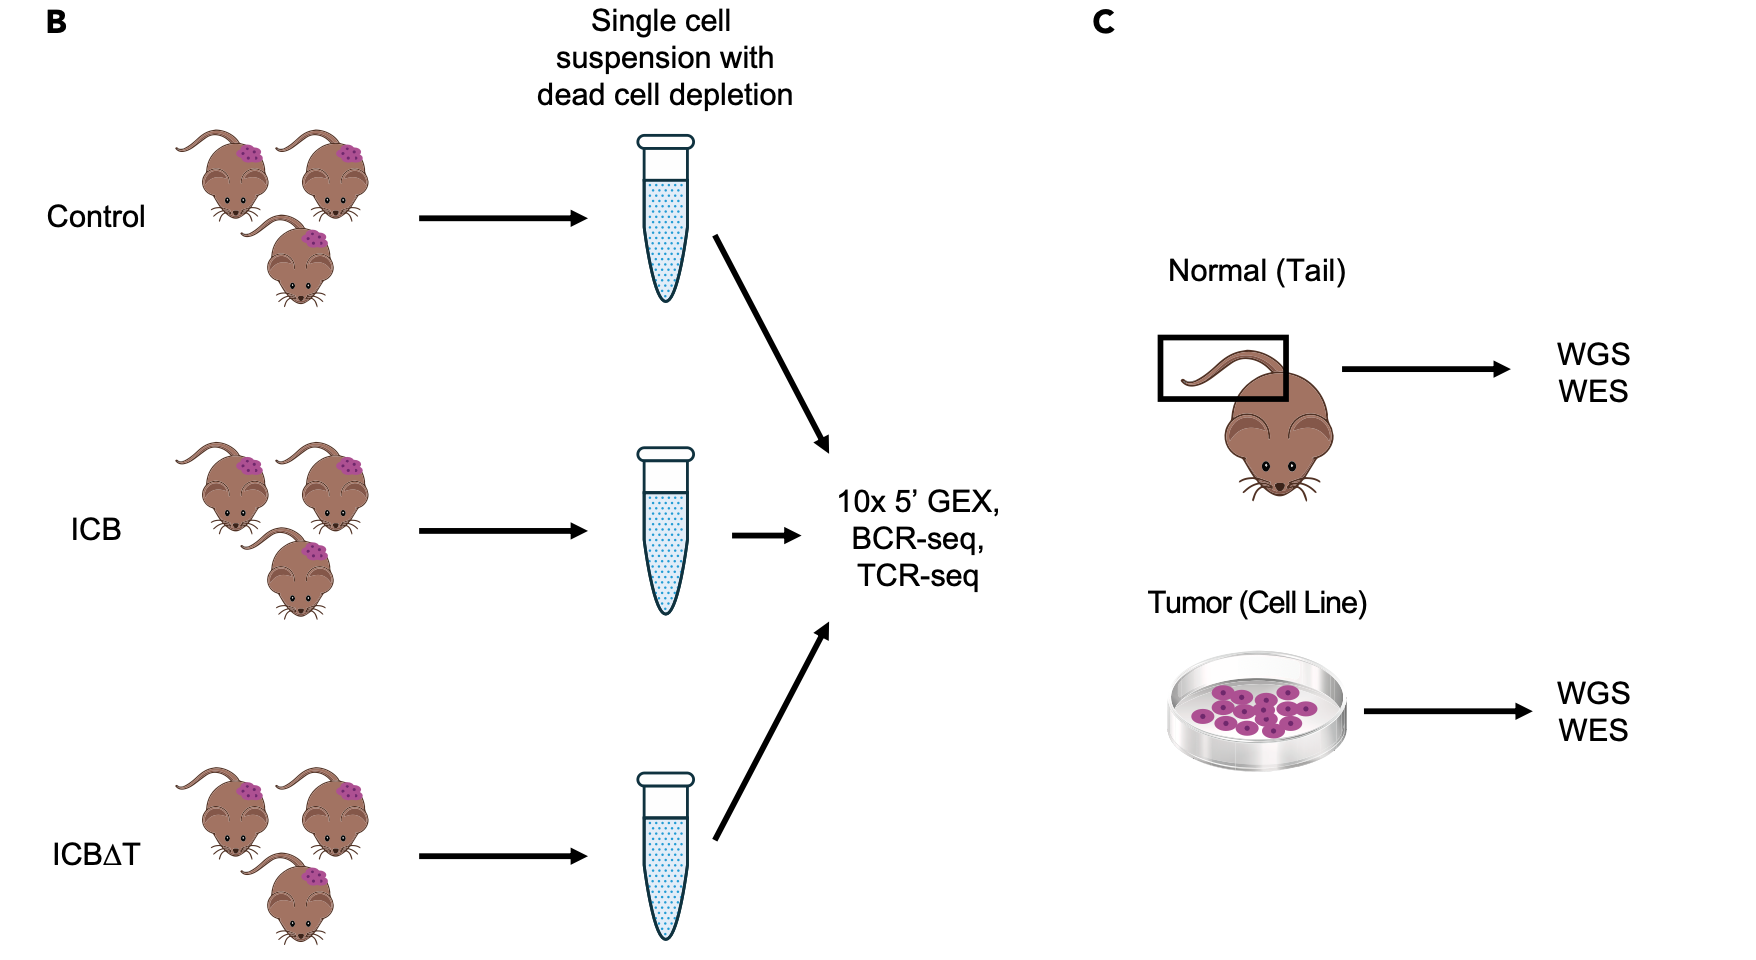 B
Single cell
suspension with
dead cell depletion
Control
ICB
ICBΔT
10x 5’ GEX,
BCR-seq,
TCR-seq
C
Normal (Tail)
WGS
WES
Tumor (Cell Line)
WGS
WES